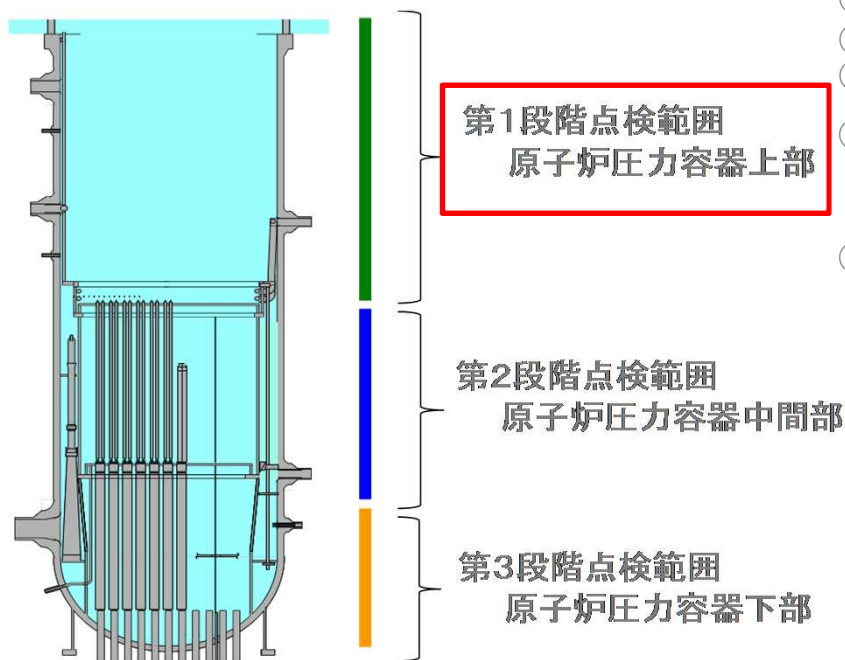 第1段階点検範囲
原子炉圧力容器上部
第2段階点検範囲
原子炉圧力容器中間部
第3段階点検範囲
原子炉圧力容器下部